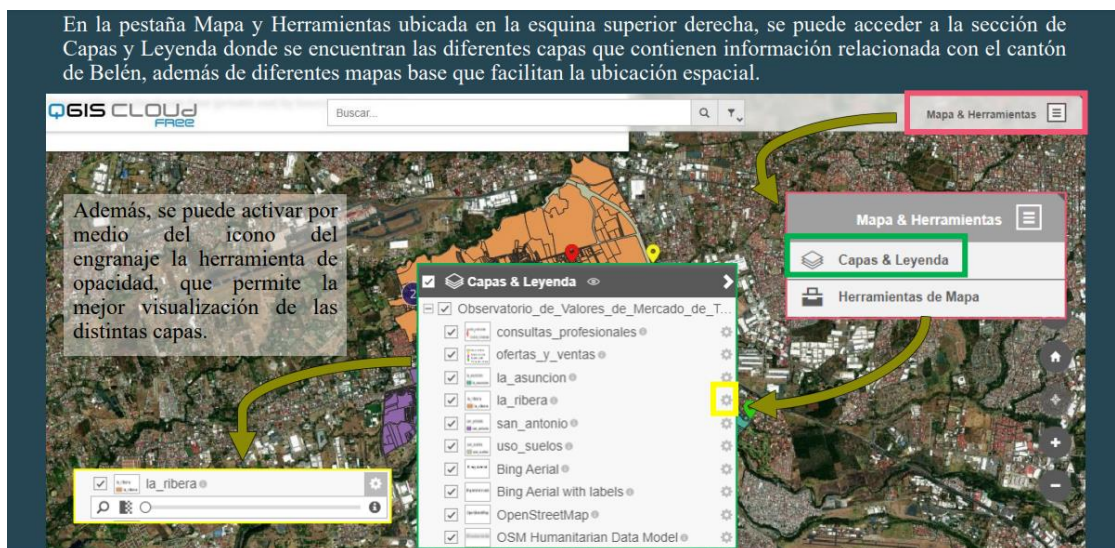 En la pestaña Mapa y Herramientas ubicada en la esquina superior derecha, se puede acceder a la sección de
Capas y Leyenda donde se encuentran las diferentes capas que contienen información relacionada con el cantón
de Belén, además de diferentes mapas base que facilitan la ubicación espacial.
QGIS CLOUD
FREE
Buscar...
Mapa & Herramientas
Además, se puede activar por
medio del icono del
engranaje la herramienta de
opacidad, que permite la
mejor visualización de las
distintas capas.
Mapa & Herramientas
Capas & Leyenda
Herramientas de Mapa
Capas & Leyenda
Observatorio_de_Valores_de_Mercado_de_T...
consultas_profesionales
ofertas_y_ventas
la_asuncion
la_ribera
san_antonio
uso_suelos
Bing Aerial
Bing Aerial with labels
OpenStreetMap
OSM Humanitarian Data Model
la_ribera